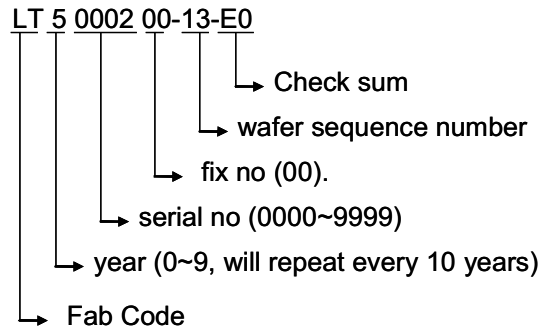 LT 5 0002 00-13-E0
Check sum
wafer sequence number
fix no (00).
serial no (0000~9999)
year (0~9, will repeat every 10 years)
Fab Code